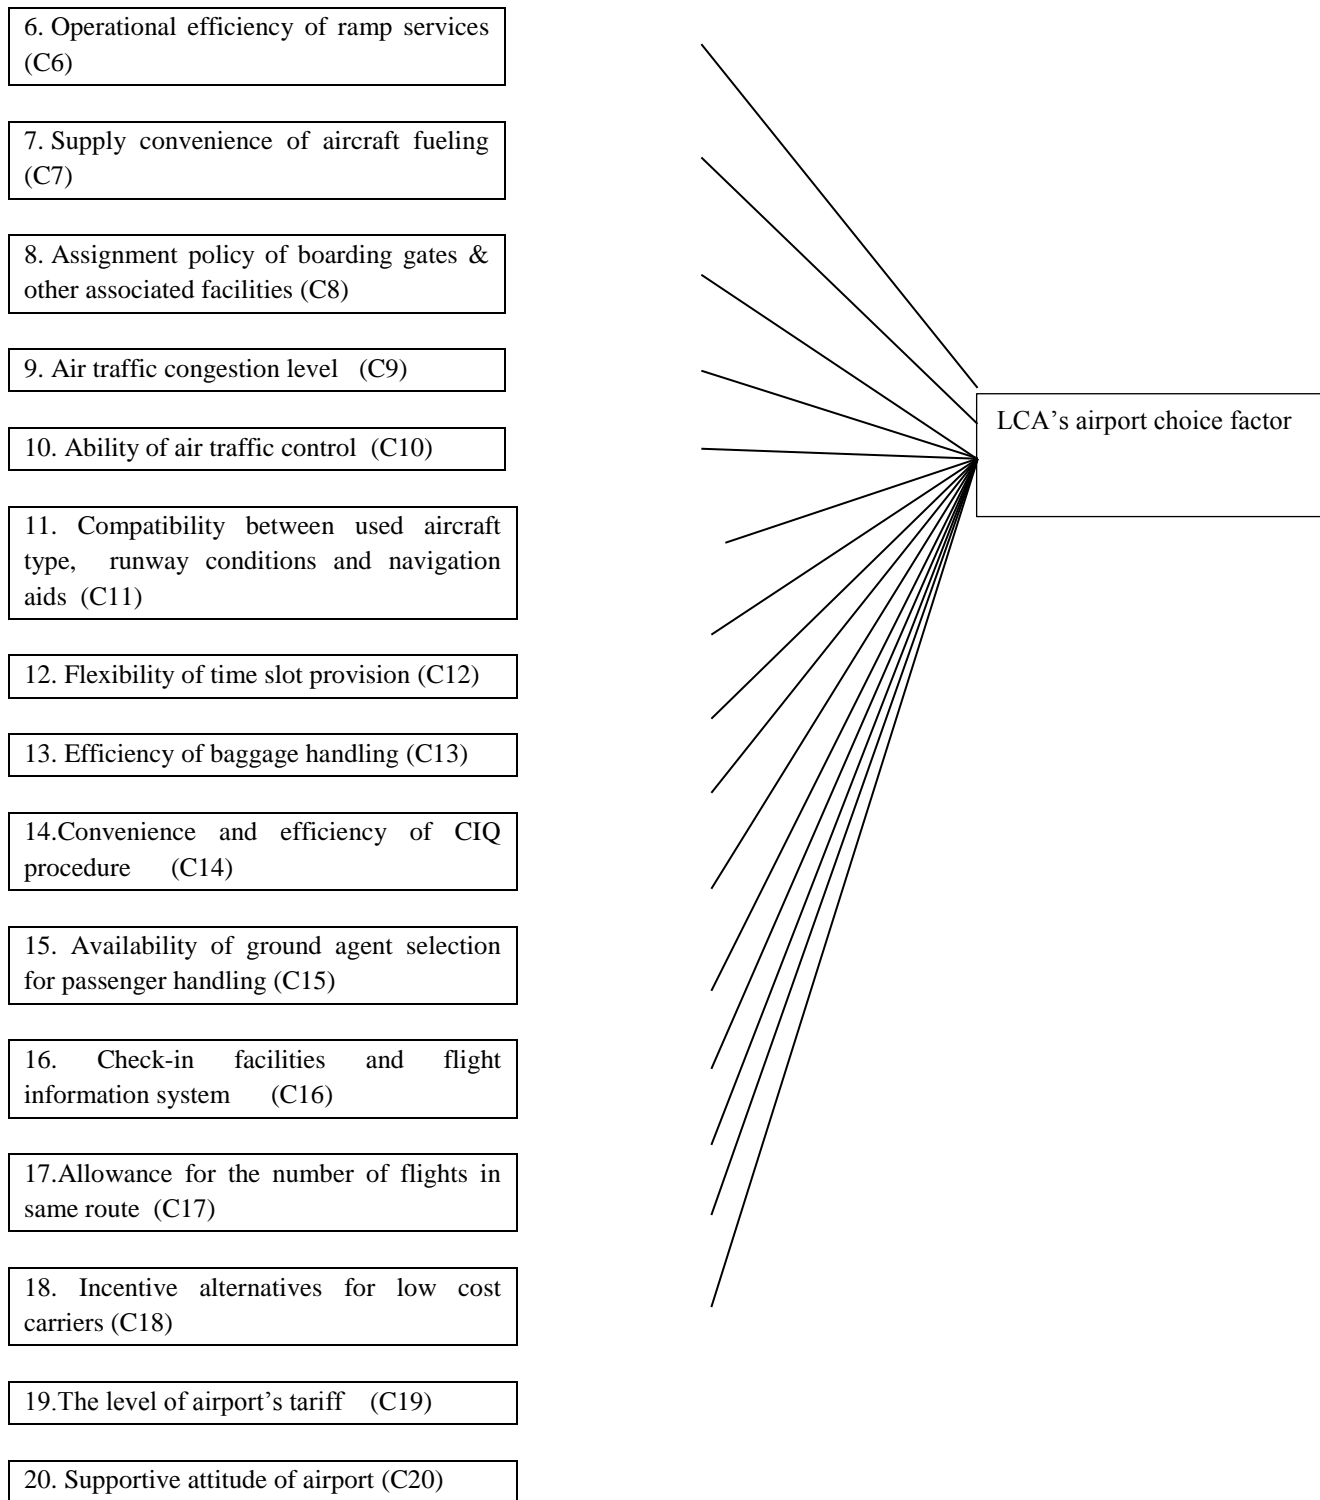 6. Operational efficiency of ramp services
(C6)
7. Supply convenience of aircraft fueling
(C7)
8. Assignment policy of boarding gates &
other associated facilities (C8)
9. Air traffic congestion level (C9)
LCA’s airport choice factor
10. Ability of air traffic control (C10)
11. Compatibility between used aircraft
type, runway conditions and navigation
aids (C11)
12. Flexibility of time slot provision (C12)
13. Efficiency of baggage handling (C13)
14.Convenience and efficiency of CIQ
procedure (C14)
15. Availability of ground agent selection
for passenger handling (C15)
16. Check-in facilities and flight
information system (C16)
17.Allowance for the number of flights in
same route (C17)
18. Incentive alternatives for low cost
carriers (C18)
19.The level of airport’s tariff (C19)
20. Supportive attitude of airport (C20)